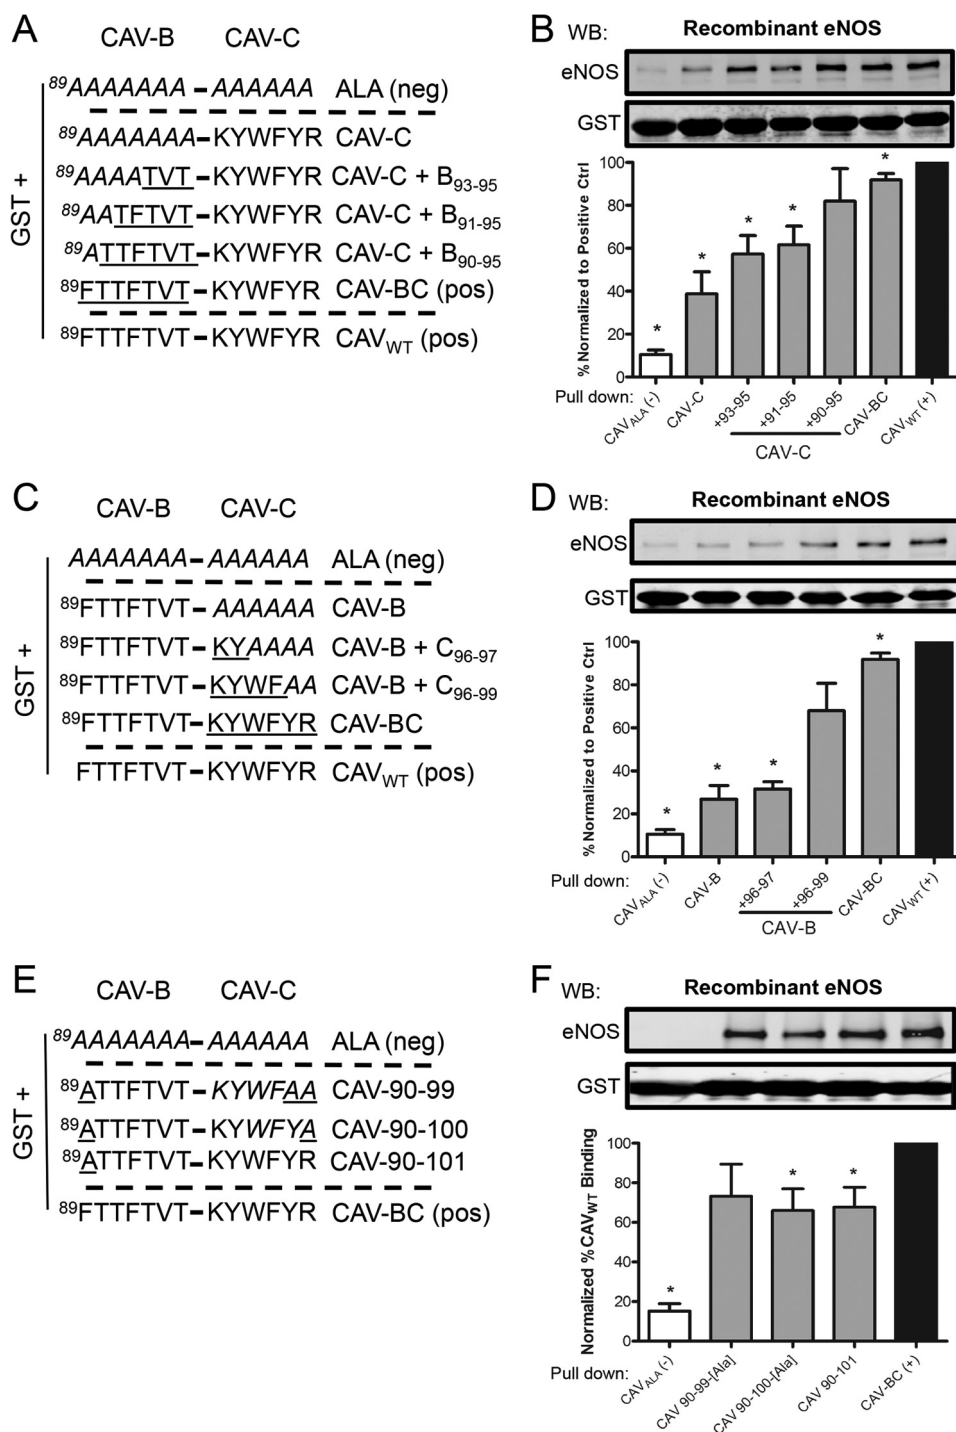 A
CAV-B CAV-C
GST +
89AAAAAAA – AAAAAA ALA (neg)
89AAAAAAA – KYWFYR CAV-C
89AAAATVT – KYWFYR CAV-C + B93-95
89AATFTVT – KYWFYR CAV-C + B91-95
89ATTFTVT – KYWFYR CAV-C + B90-95
89FTTFTVT – KYWFYR CAV-BC (pos)
89FTTFTVT – KYWFYR CAVWT (pos)
B WB: Recombinant eNOS
eNOS
GST
% Normalized to Positive Ctrl
100
80
60
40
20
0
* * * * *
Pull down: CAVALA (-) CAV-C +93-95 +91-95 +90-95 CAV-BC CAVWT (+)
CAV-C
C
CAV-B CAV-C
GST +
AAAAAAA – AAAAAA ALA (neg)
89FTTFTVT – AAAAAA CAV-B
89FTTFTVT – KYAAAA CAV-B + C96-97
89FTTFTVT – KYWFAA CAV-B + C96-99
89FTTFTVT – KYWFYR CAV-BC
FTTFTVT – KYWFYR CAVWT (pos)
D WB: Recombinant eNOS
eNOS
GST
% Normalized to Positive Ctrl
100
80
60
40
20
0
* * * *
Pull down: CAVALA (-) CAV-B +96-97 +96-99 CAV-BC CAVWT (+)
CAV-B
E
CAV-B CAV-C
GST +
89AAAAAAA – AAAAAA ALA (neg)
89ATTFTVT – KYWFAA CAV-90-99
89ATTFTVT – KYWFYA CAV-90-100
89ATTFTVT – KYWFYR CAV-90-101
89FTTFTVT – KYWFYR CAV-BC (pos)
F WB: Recombinant eNOS
eNOS
GST
Normalized % CAVWT Binding
100
80
60
40
20
0
* * *
Pull down: CAVALA (-) CAV 90-99-[Ala] CAV 90-100-[Ala] CAV 90-101 CAV-BC (+)